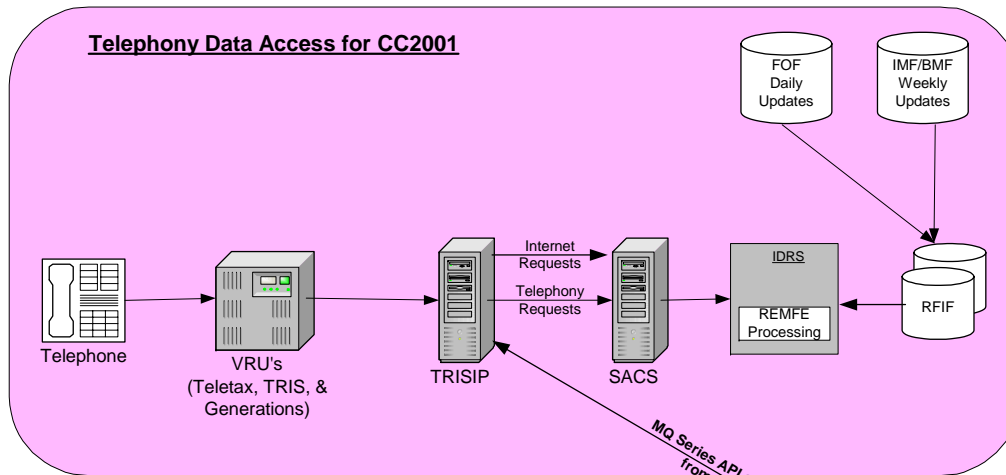 Telephony Data Access for CC2001
FOF
Daily
Updates
IMF/BMF
Weekly
Updates
Internet
Requests
Telephony
Requests
IDRS
REMFE
Processing
RFIF
Telephone
VRU's
(Teletax, TRIS, &
Generations)
TRISIP
SACS
MQ Series API
from